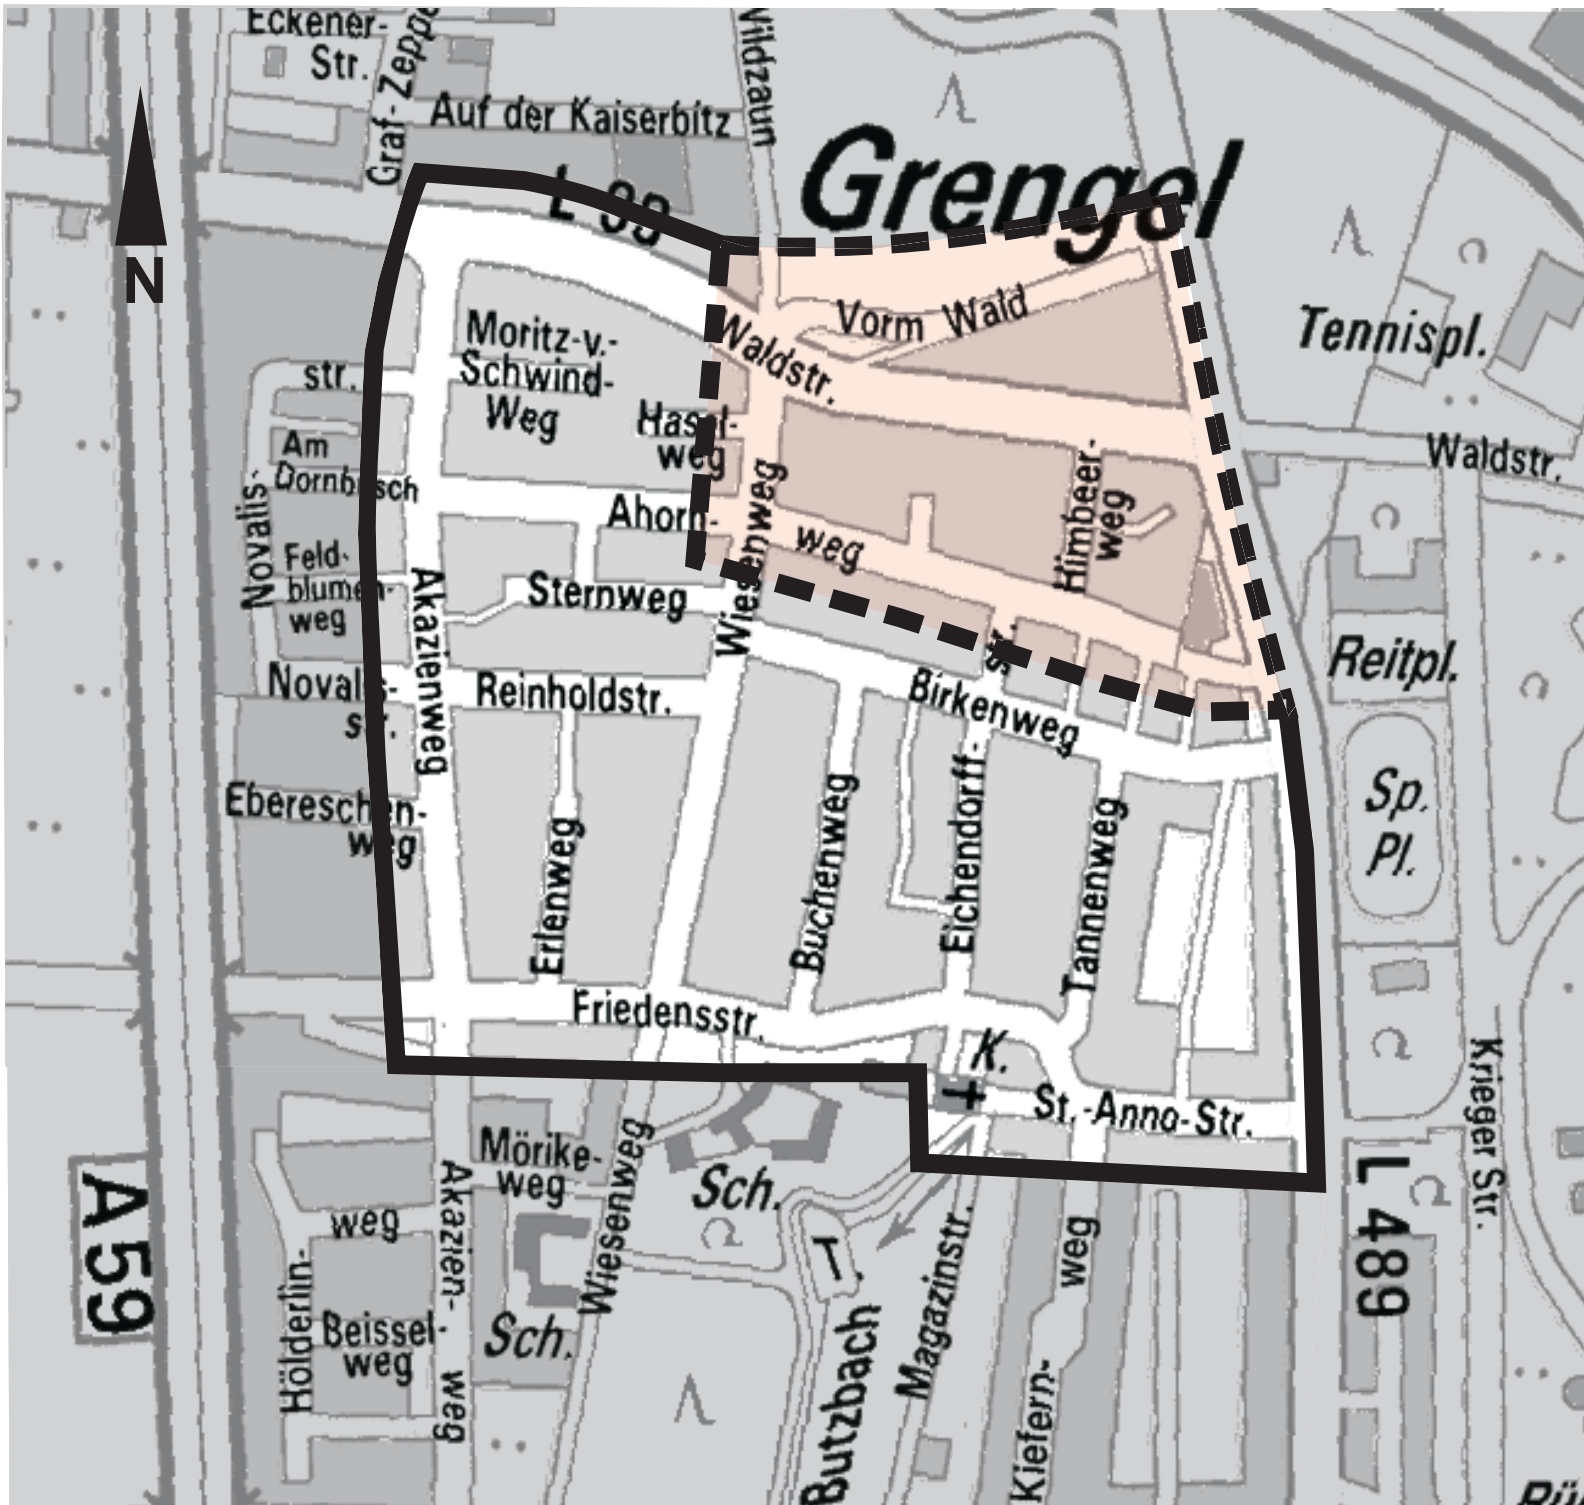 Eckener-
Str.
Auf der Kaiserbitz
Wildzaun
Grengel
N
Vorm Wald
Waldstr.
Moritz-v.-
Schwind-
Weg
Hasel-
weg
str.
Am
Dornbusch
Novalis-
Feld-
blumen-
weg
Ahorn-
weg
Himbeer-
weg
Tennispl.
Waldstr.
Akazienweg
Sternweg
Wiesenweg
str.
Reitpl.
Novalis-
str.
Reinholdstr.
Birkenweg
Ebereschen-
weg
Erlenweg
Buchenweg
Eichendorff-
Tannenweg
Sp.
Pl.
Friedensstr.
K.
St.-Anno-Str.
Krieger Str.
A 59
L 489
Mörike-
weg
Wiesenweg
Sch.
weg
Akazien-
weg
Hölderlin-
Beissel-
weg
Sch.
T.
Butzbach
Magazinstr.
weg
Kiefern-